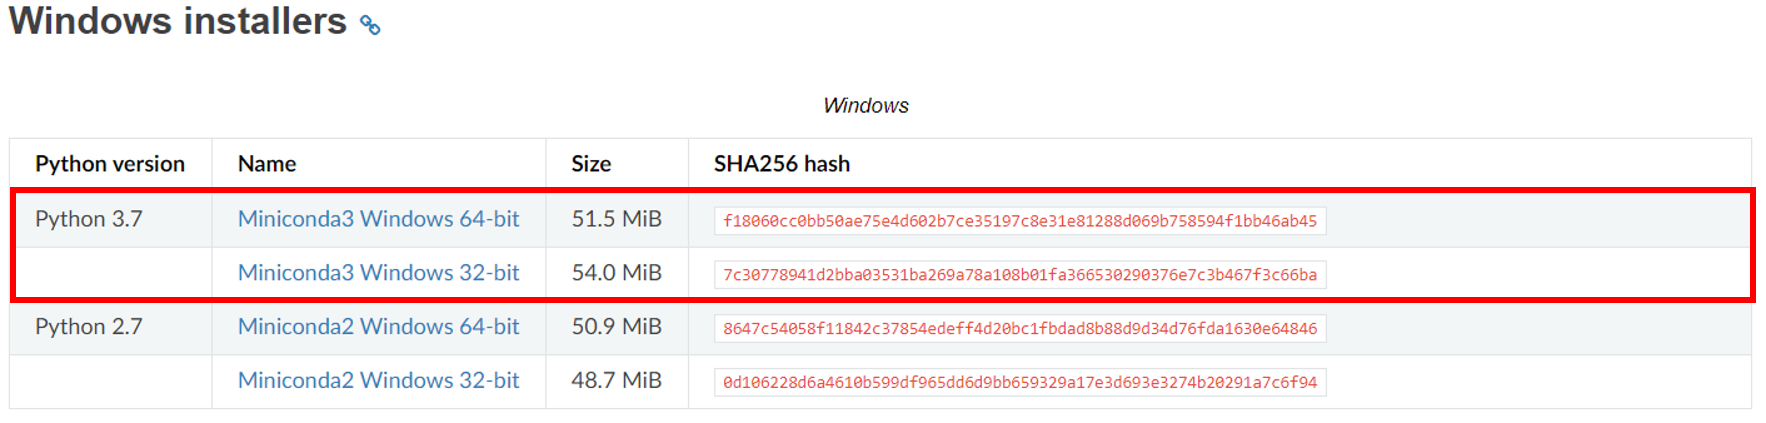 Windows installers
Windows
Python version Name Size SHA256 hash
Python 3.7 Miniconda3 Windows 64-bit 51.5 MiB f18060cc0bb50ae75e4d602b7ce35197c8e31e81288d069b758594f1bb46ab45
Miniconda3 Windows 32-bit 54.0 MiB 7c30778941d2bba03531ba269a78a108b01fa366530290376e7c3b467f3c66ba
Python 2.7 Miniconda2 Windows 64-bit 50.9 MiB 8647c54058f11842c37854edeff4d20bc1fbdad8b88d9d34d76fda1630e64846
Miniconda2 Windows 32-bit 48.7 MiB 0d106228d6a4610b599df965dd6d9bb659329a17e3d693e3274b20291a7c6f94